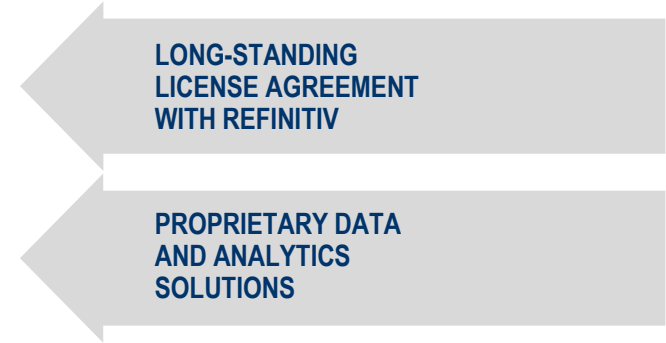 LONG-STANDING
LICENSE AGREEMENT
WITH REFINITIV
PROPRIETARY DATA
AND ANALYTICS
SOLUTIONS